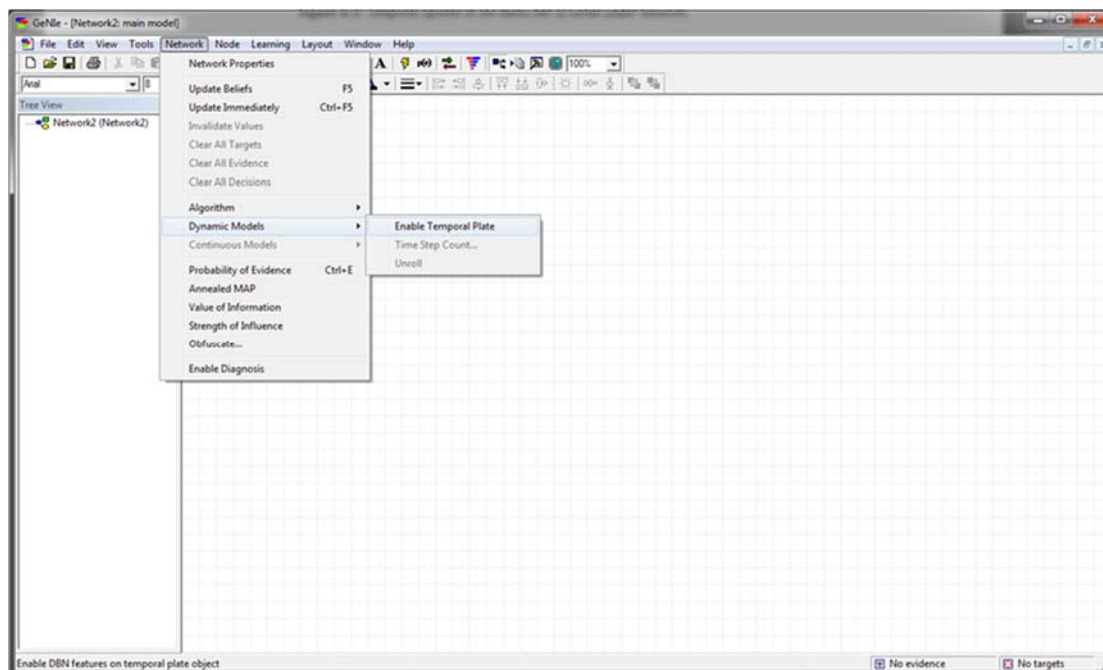 GeNIe - [Network2: main model]
File Edit View Tools Network Node Learning Layout Window Help
100%
Arial 8
Tree View
Network2 (Network2)
Network Properties
Update Beliefs F5
Update Immediately Ctrl+F5
Invalidate Values
Clear All Targets
Clear All Evidence
Clear All Decisions
Algorithm
Dynamic Models
Continuous Models
Probability of Evidence Ctrl+E
Annealed MAP
Value of Information
Strength of Influence
Obfuscate...
Enable Diagnosis
Enable Temporal Plate
Time Step Count...
Unroll
Enable DBN features on temporal plate object
No evidence
No targets